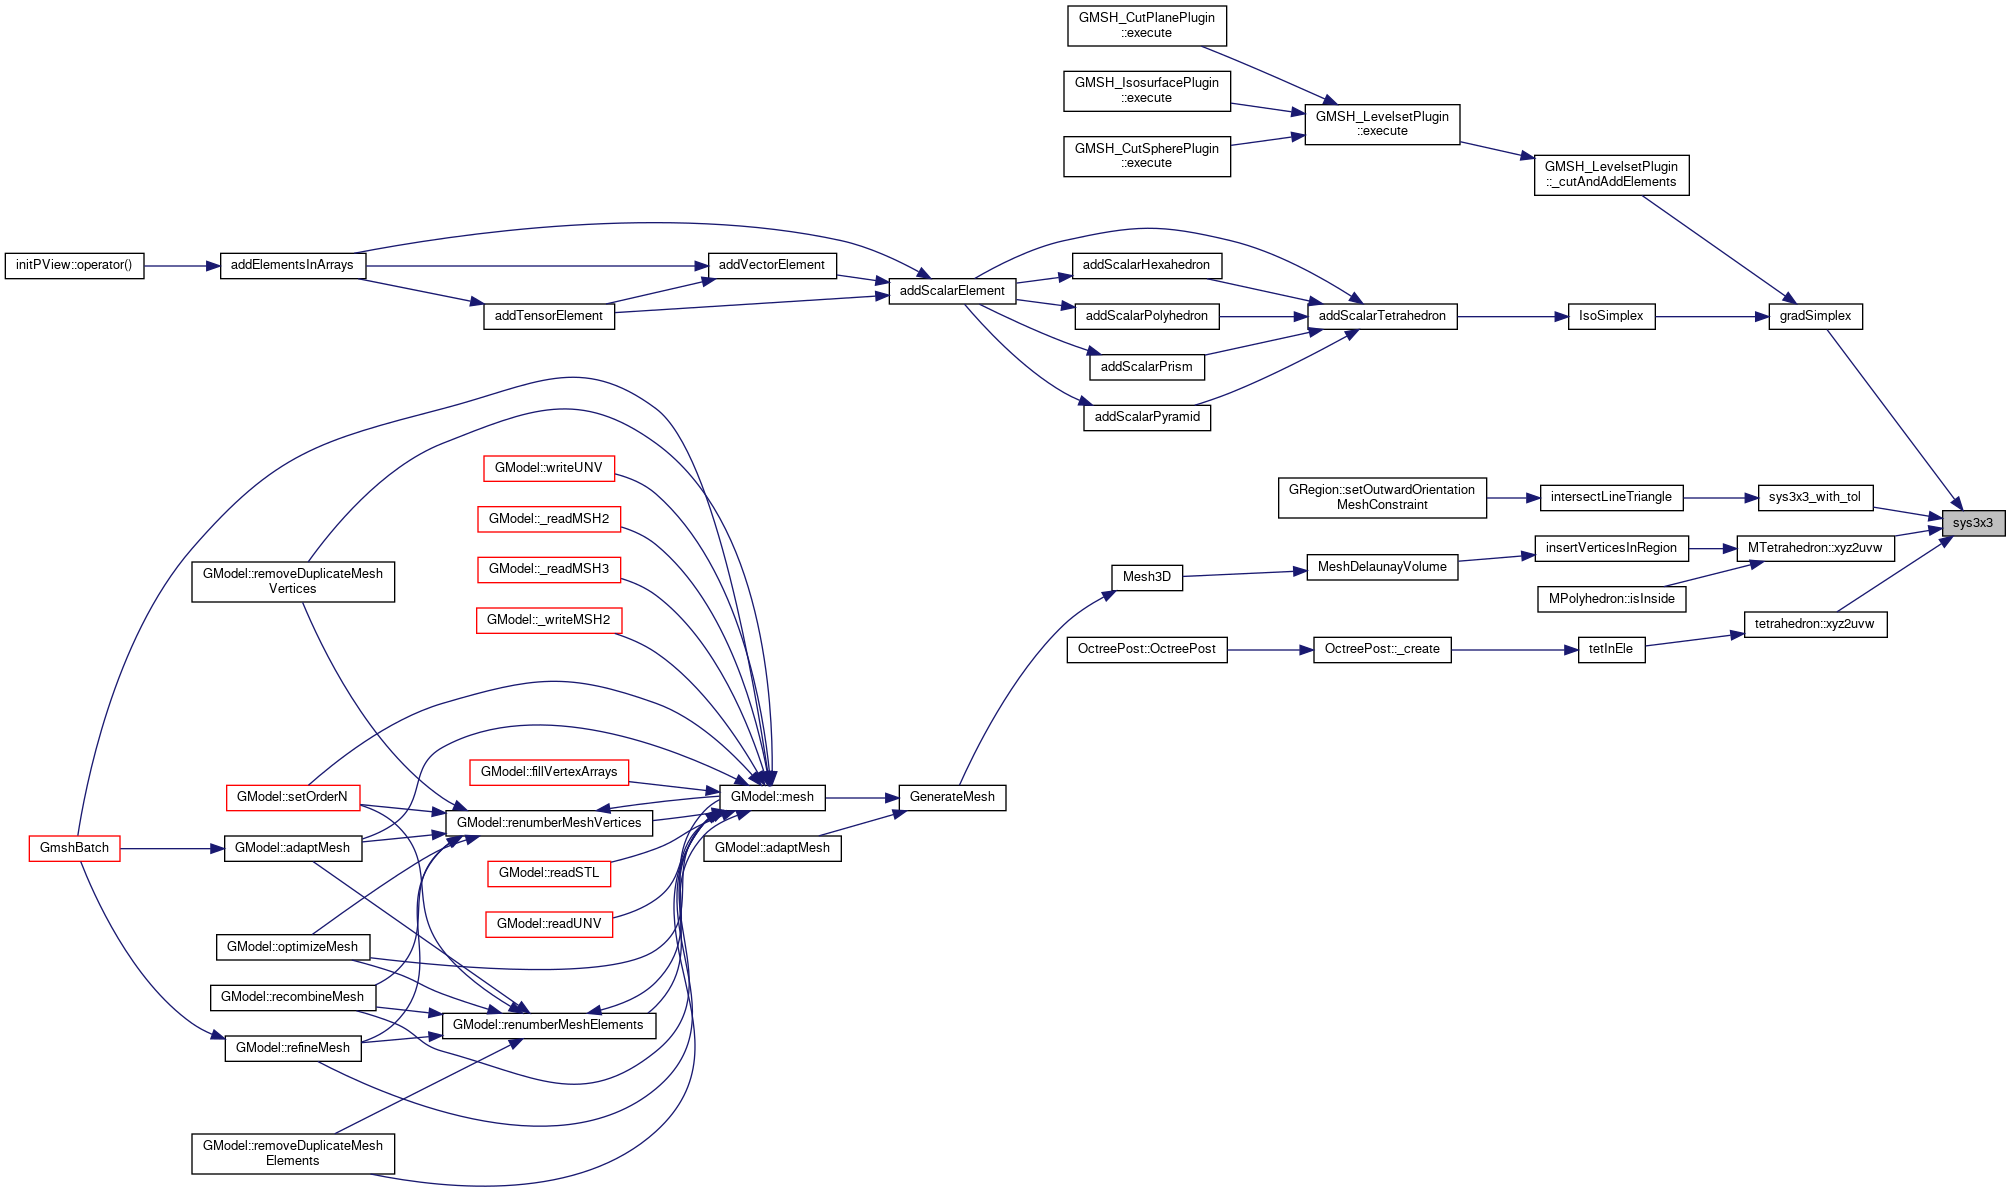 GMSH_CutPlanePlugin
::execute
GMSH_IsosurfacePlugin
::execute
GMSH_LevelsetPlugin
::execute
GMSH_CutSpherePlugin
::execute
GMSH_LevelsetPlugin
::_cutAndAddElements
initPView::operator()
addElementsInArrays
addVectorElement
addTensorElement
addScalarElement
addScalarHexahedron
addScalarPolyhedron
addScalarPrism
addScalarPyramid
addScalarTetrahedron
IsoSimplex
gradSimplex
GModel::writeUNV
GModel::_readMSH2
GModel::_readMSH3
GModel::_writeMSH2
GModel::removeDuplicateMesh
Vertices
GRegion::setOutwardOrientation
MeshConstraint
intersectLineTriangle
sys3x3_with_tol
sys3x3
insertVerticesInRegion
MTetrahedron::xyz2uvw
MeshDelaunayVolume
Mesh3D
MPolyhedron::isInside
tetrahedron::xyz2uvw
OctreePost::OctreePost
OctreePost::_create
tetInEle
GModel::fillVertexArrays
GModel::setOrderN
GModel::mesh
GenerateMesh
GModel::renumberMeshVertices
GmshBatch
GModel::adaptMesh
GModel::adaptMesh
GModel::readSTL
GModel::readUNV
GModel::optimizeMesh
GModel::recombineMesh
GModel::renumberMeshElements
GModel::refineMesh
GModel::removeDuplicateMesh
Elements